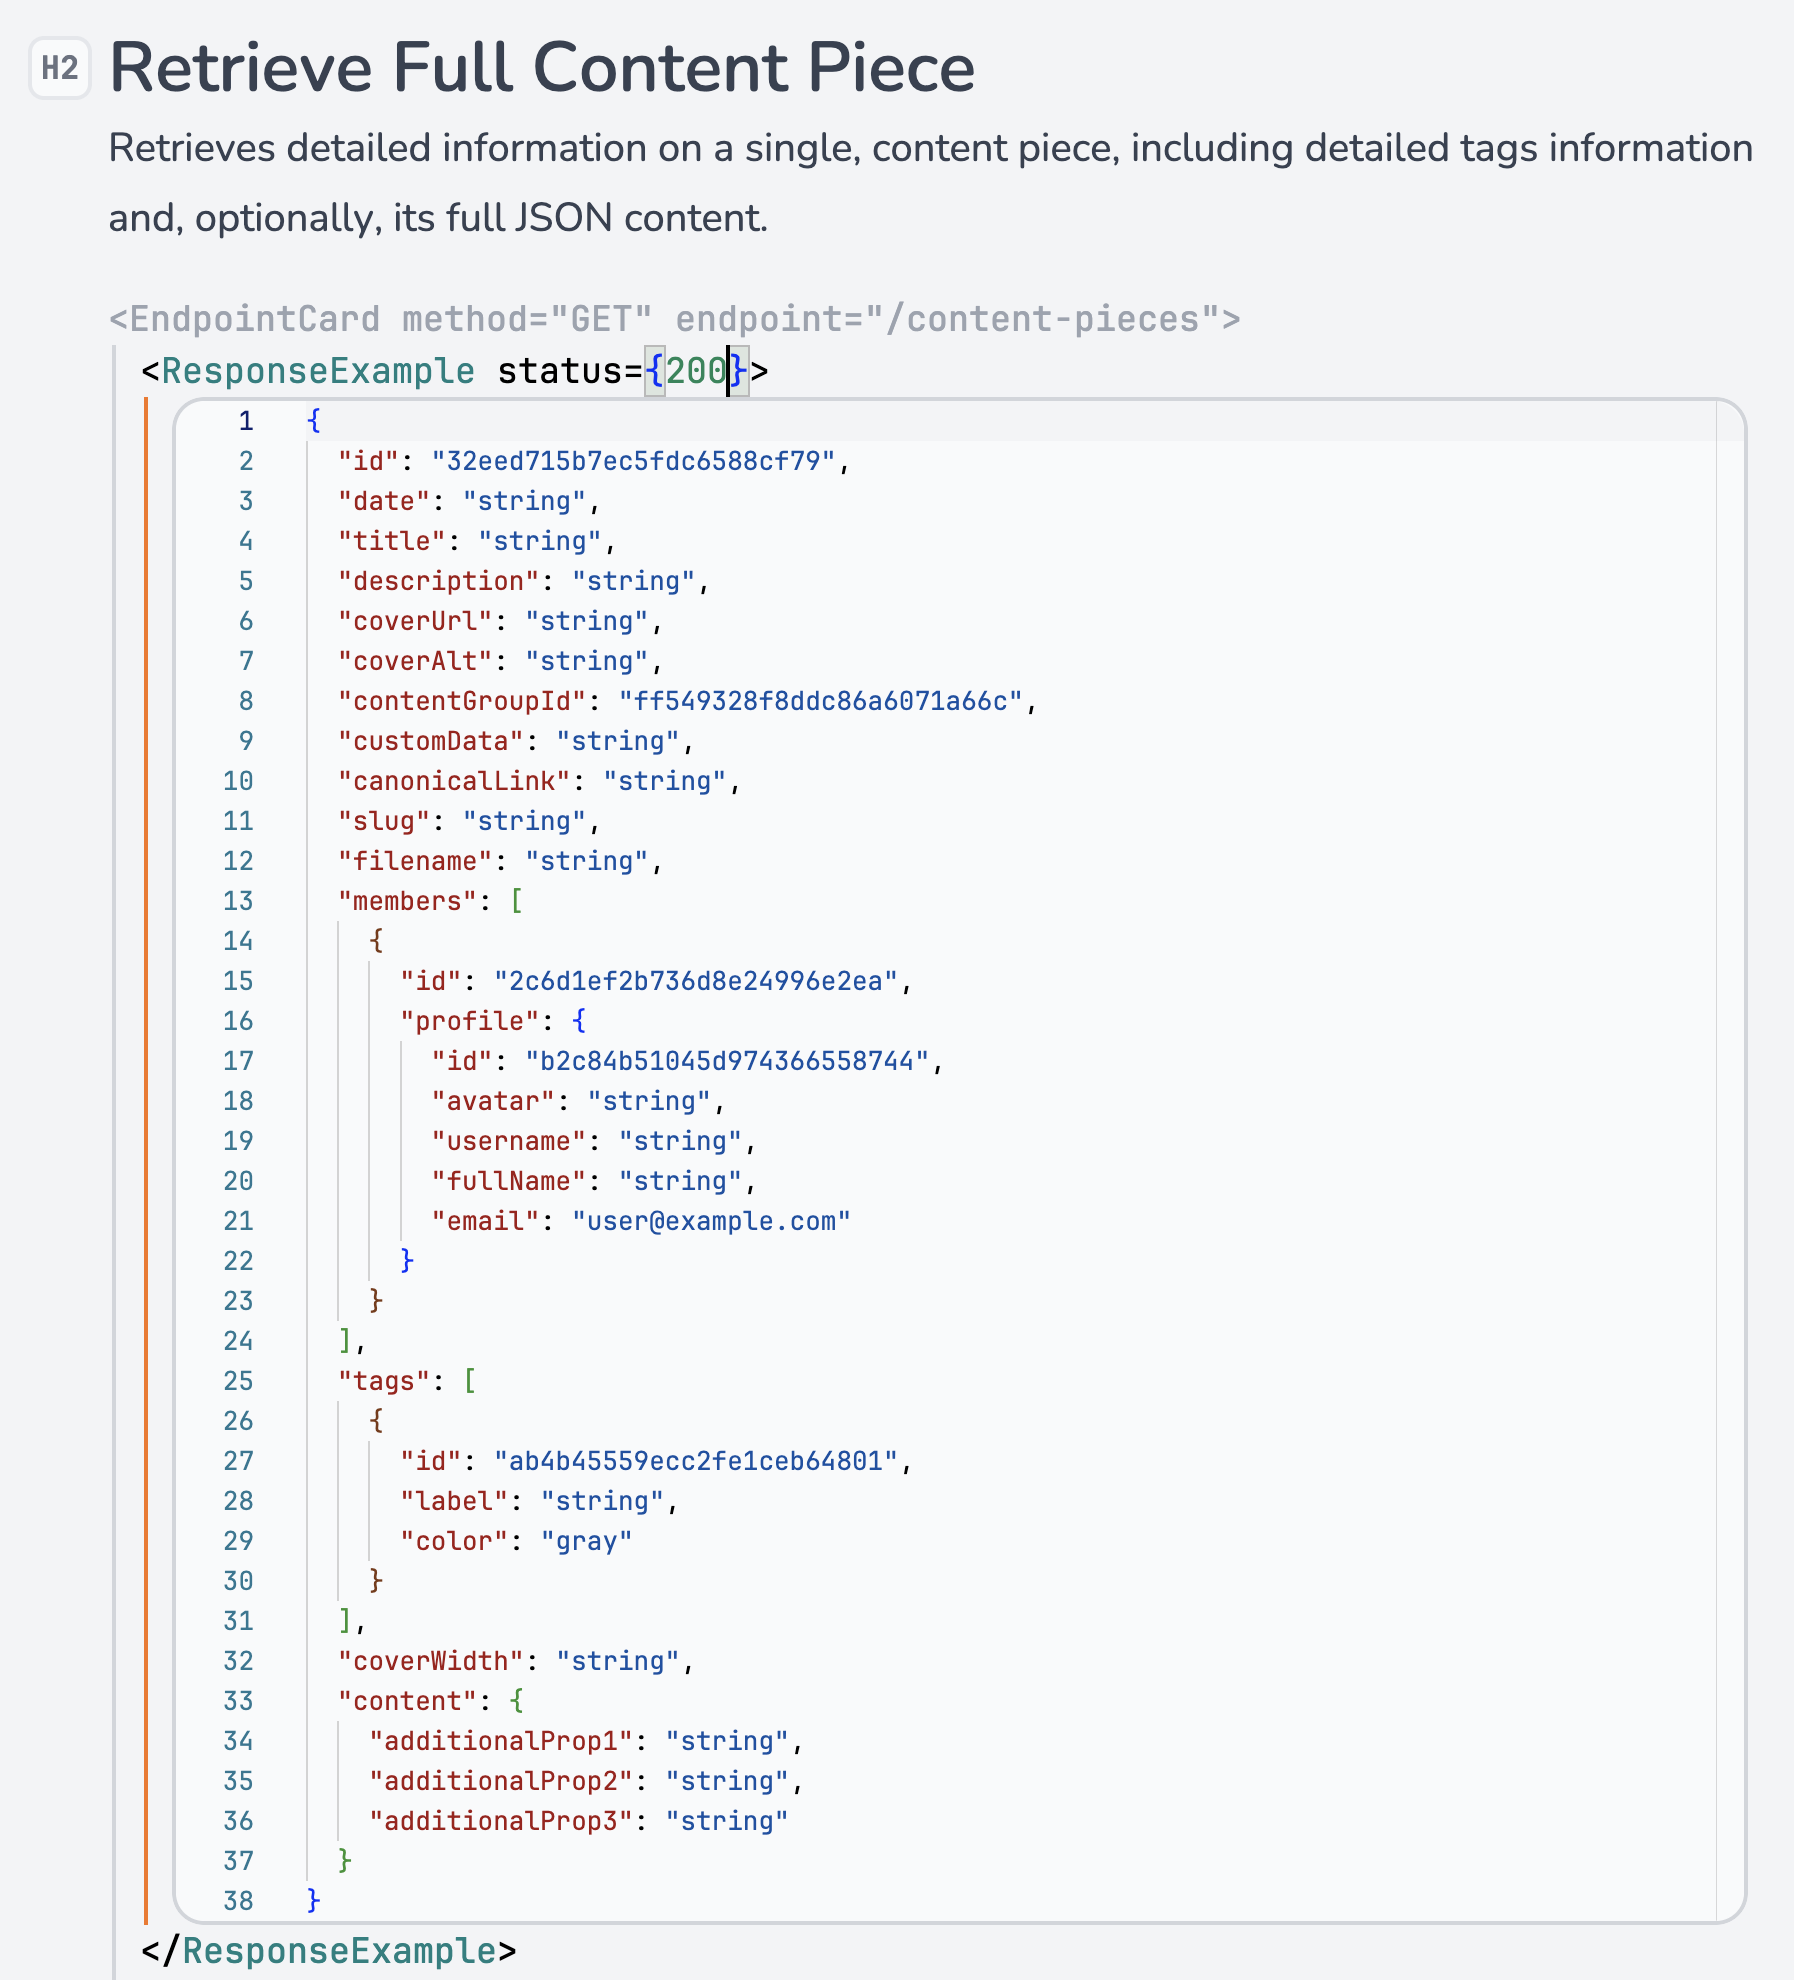 H2 Retrieve Full Content Piece
Retrieves detailed information on a single, content piece, including detailed tags information
and, optionally, its full JSON content.
<EndpointCard method="GET" endpoint="/content-pieces">
<ResponseExample status={200}>
1 {
2 "id": "32eed715b7ec5fdc6588cf79",
3 "date": "string",
4 "title": "string",
5 "description": "string",
6 "coverUrl": "string",
7 "coverAlt": "string",
8 "contentGroupId": "ff549328f8ddc86a6071a66c",
9 "customData": "string",
10 "canonicalLink": "string",
11 "slug": "string",
12 "filename": "string",
13 "members": [
14 {
15 "id": "2c6d1ef2b736d8e24996e2ea",
16 "profile": {
17 "id": "b2c84b51045d974366558744",
18 "avatar": "string",
19 "username": "string",
20 "fullName": "string",
21 "email": "user@example.com"
22 }
23 }
24 ],
25 "tags": [
26 {
27 "id": "ab4b45559ecc2fe1ceb64801",
28 "label": "string",
29 "color": "gray"
30 }
31 ],
32 "coverWidth": "string",
33 "content": {
34 "additionalProp1": "string",
35 "additionalProp2": "string",
36 "additionalProp3": "string"
37 }
38 }
</ResponseExample>